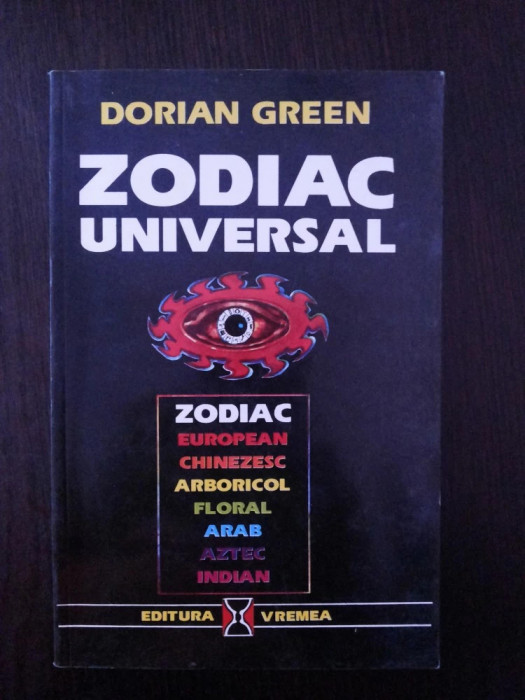 DORIAN GREEN
ZODIAC
UNIVERSAL
ZODIAC
EUROPEAN
CHINEZESC
ARBORICOL
FLORAL
ARAB
AZTEC
INDIAN
EDITURA VREMEA